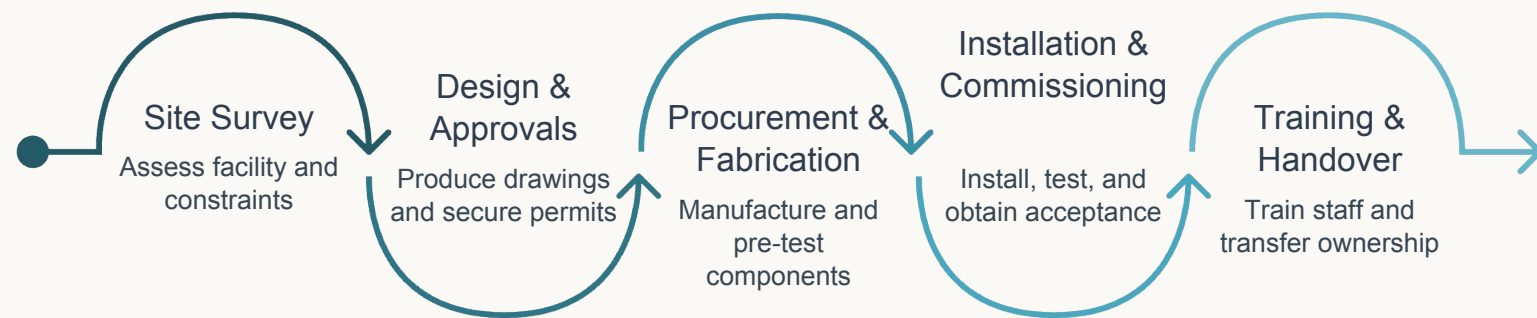 Site Survey
Assess facility and
constraints
Design &
Approvals
Produce drawings
and secure permits
Procurement &
Fabrication
Manufacture and
pre-test
components
Installation &
Commissioning
Install, test, and
obtain acceptance
Training &
Handover
Train staff and
transfer ownership